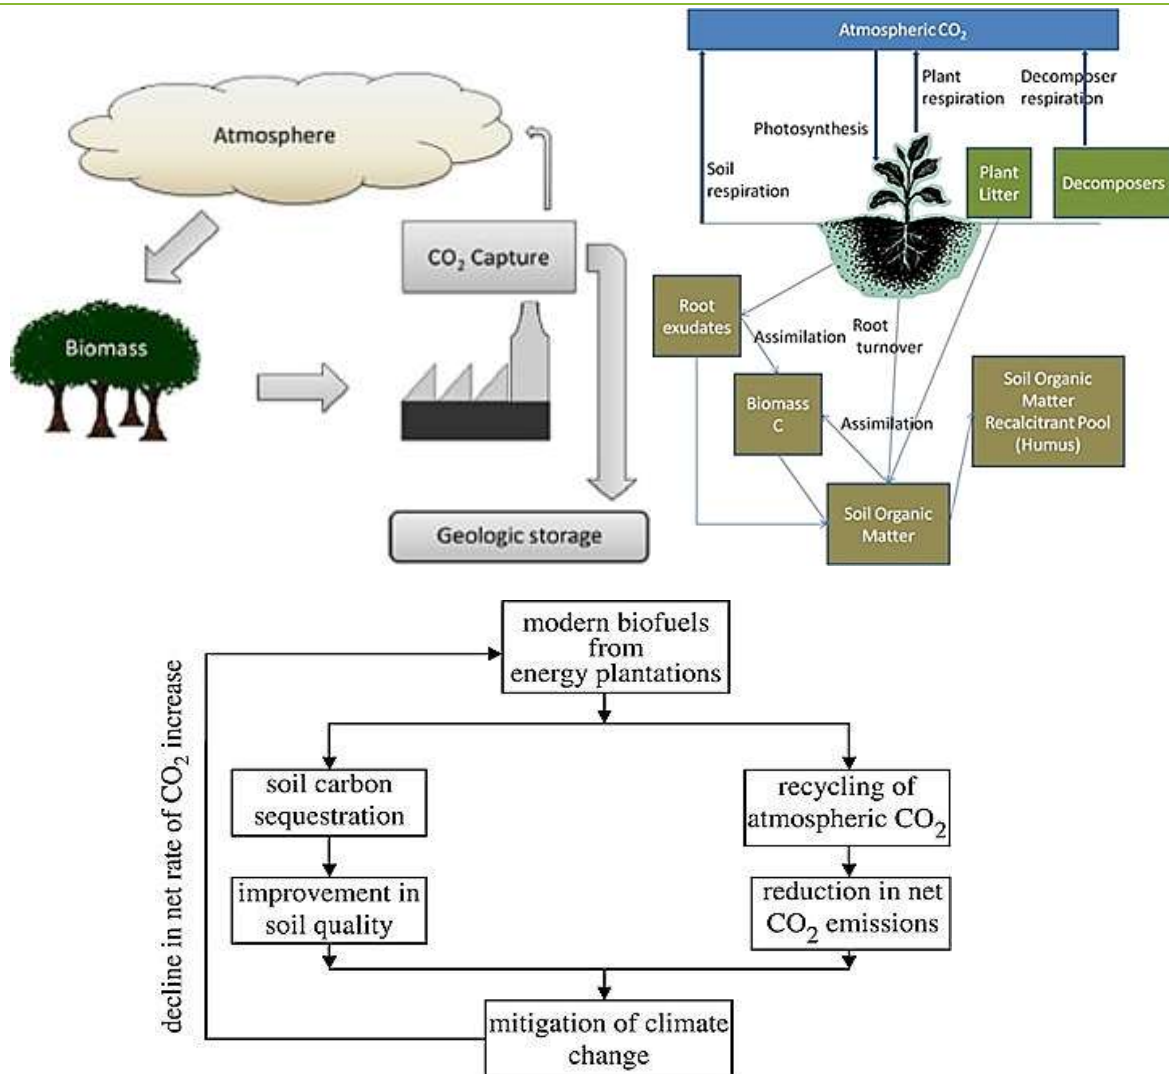 Atmosphere
CO₂ Capture
Biomass
Geologic storage
Atmospheric CO₂
Plant
respiration
Decomposer
respiration
Photosynthesis
Soil
respiration
Plant
Litter
Decomposers
Root
exudates
Assimilation
Root
turnover
Biomass
C
Assimilation
Soil Organic
Matter
Recalcitrant Pool
(Humus)
Soil Organic
Matter
modern biofuels
from
energy plantations
decline in net rate of CO₂ increase
soil carbon
sequestration
recycling of
atmospheric CO₂
improvement in
soil quality
reduction in net
CO₂ emissions
mitigation of climate
change